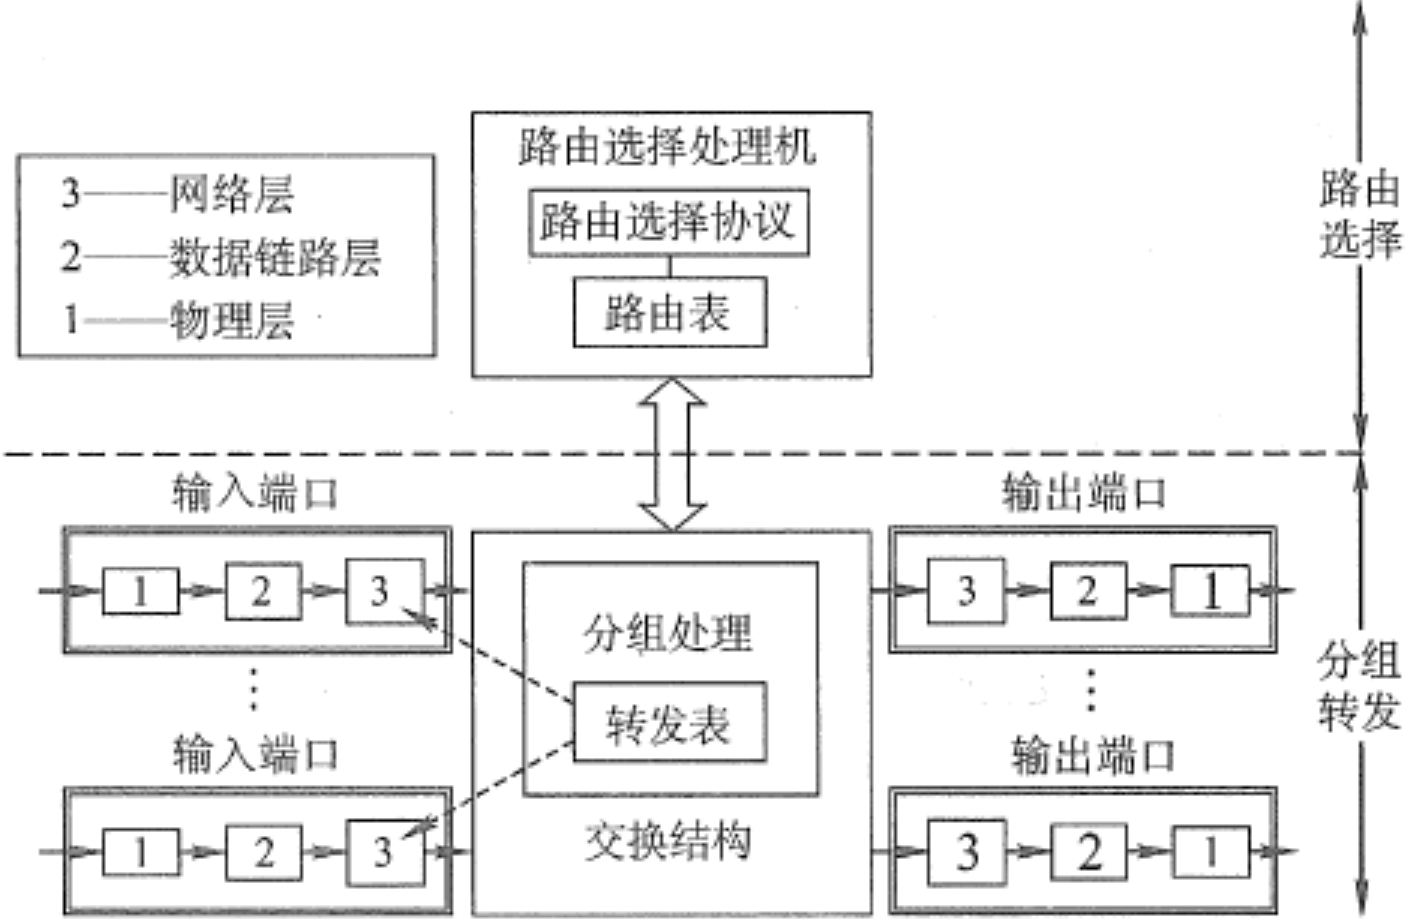 路由选择处理机
路由选择协议
路由表
3——网络层
2——数据链路层
1——物理层
路由
选择
输入端口
输出端口
1
2
3
3
2
1
分组处理
转发表
交换结构
分组
转发
输入端口
输出端口
1
2
3
3
2
1